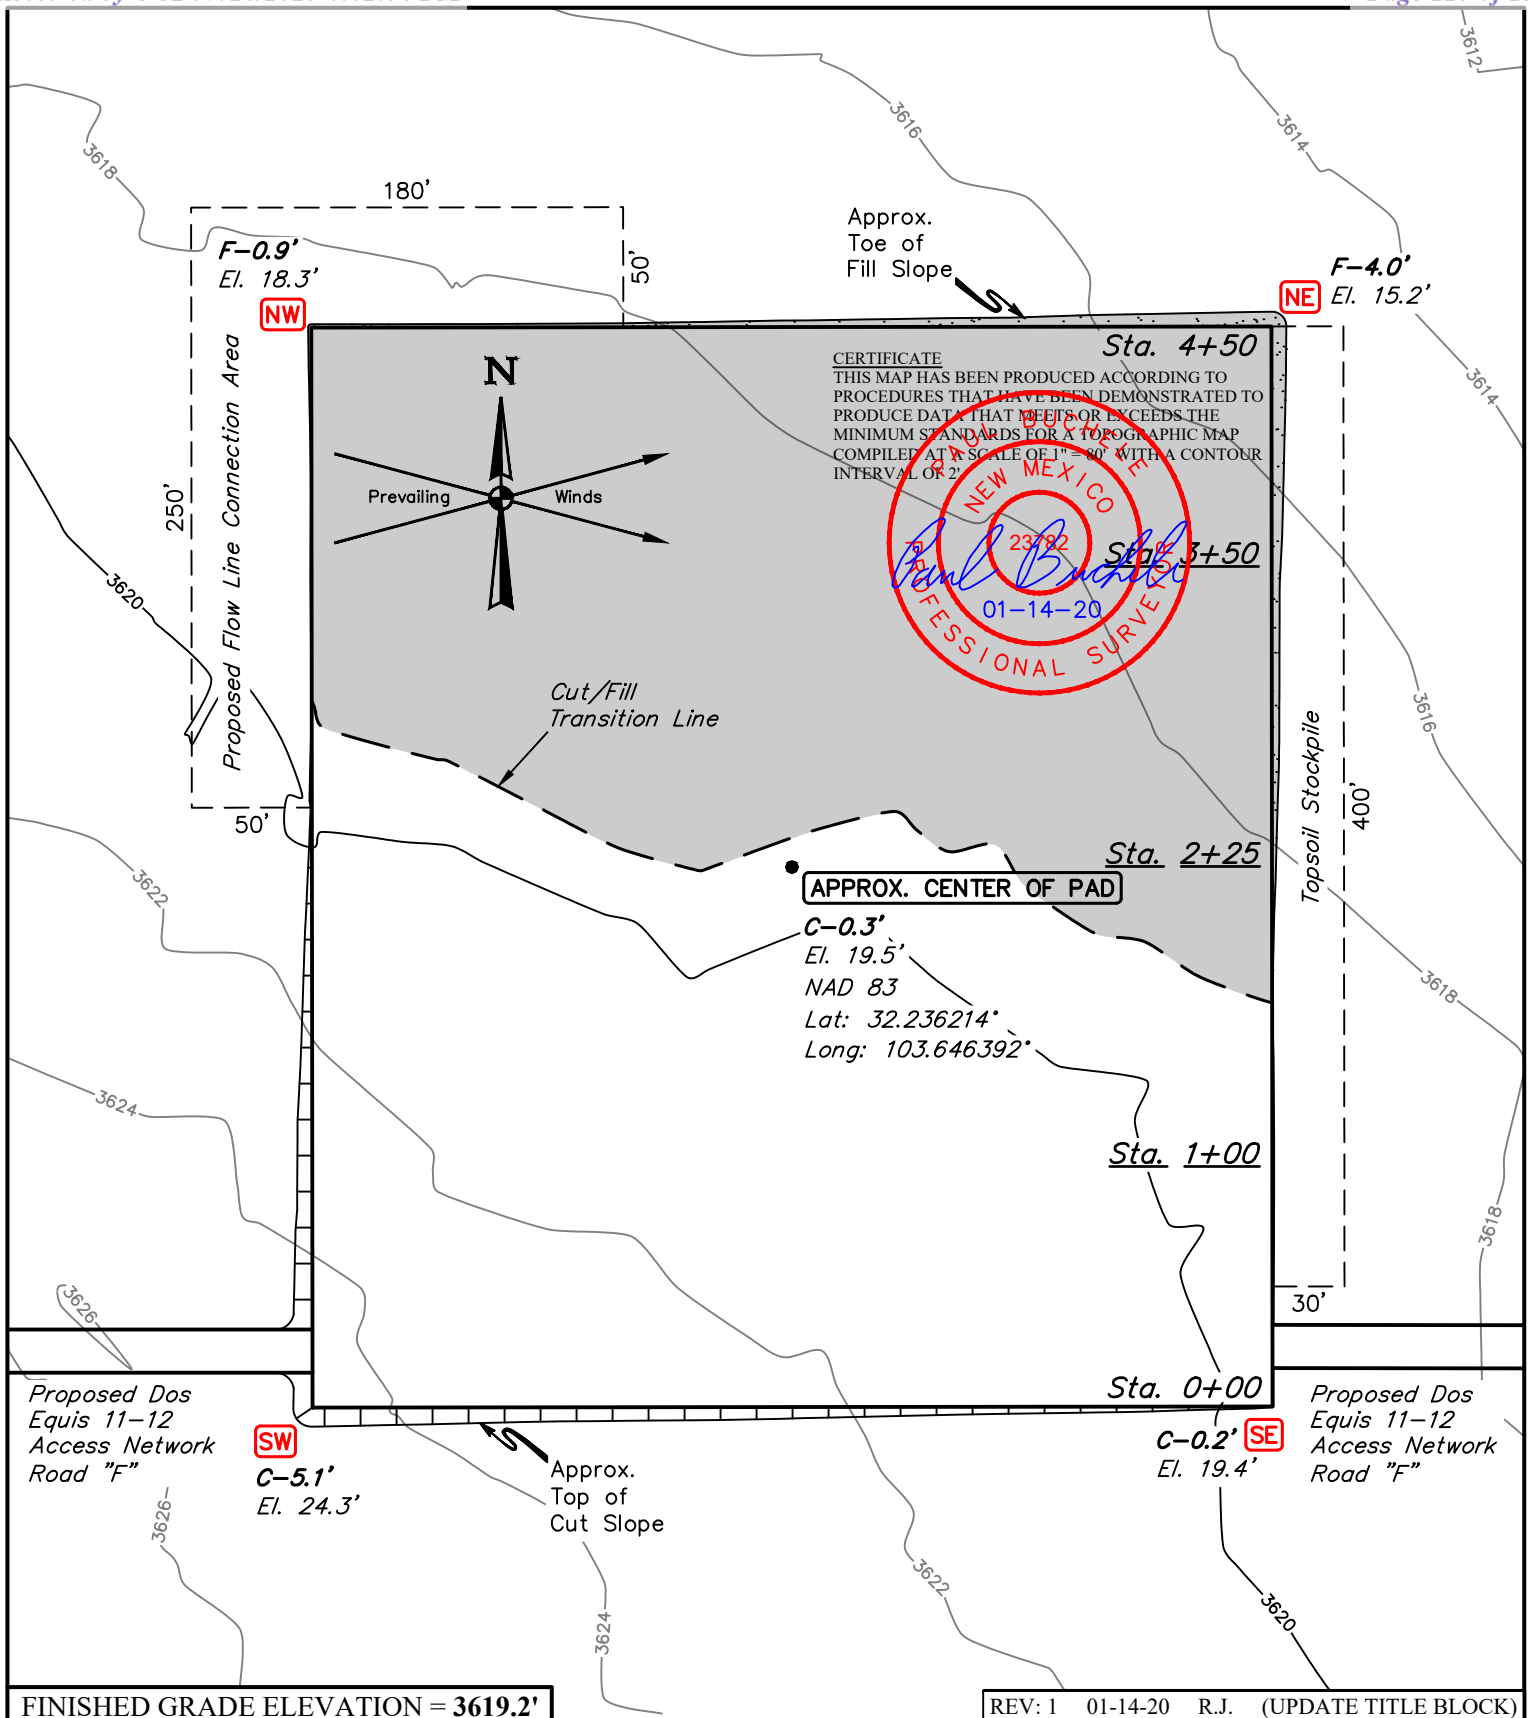 3612
3616
3614
3618
180'
50'
Approx.
Toe of
Fill Slope
F-0.9'
El. 18.3'
NW
F-4.0'
El. 15.2'
NE
Sta. 4+50
N
CERTIFICATE
THIS MAP HAS BEEN PRODUCED ACCORDING TO
PROCEDURES THAT HAVE BEEN DEMONSTRATED TO
PRODUCE DATA THAT MEETS OR EXCEEDS THE
MINIMUM STANDARDS FOR A TOPOGRAPHIC MAP
COMPILED AT A SCALE OF 1" = 80' WITH A CONTOUR
INTERVAL OF 2'
3614
Prevailing Winds
250'
Proposed Flow Line Connection Area
PAUL BUCHELE
NEW MEXICO
23782
PROFESSIONAL SURVEYOR
Paul Buchele
01-14-20
Sta. 3+50
3620
Cut/Fill
Transition Line
3616
Topsoil Stockpile
400'
50'
Sta. 2+25
APPROX. CENTER OF PAD
C-0.3'
El. 19.5'
NAD 83
Lat: 32.236214°
Long: 103.646392°
3622
3618
3624
Sta. 1+00
3618
3626
30'
Sta. 0+00
Proposed Dos
Equis 11-12
Access Network
Road "F"
SW
C-5.1'
El. 24.3'
Approx.
Top of
Cut Slope
C-0.2'
SE
El. 19.4'
Proposed Dos
Equis 11-12
Access Network
Road "F"
3626
3622
3620
3624
FINISHED GRADE ELEVATION = 3619.2'
REV: 1 01-14-20 R.J. (UPDATE TITLE BLOCK)